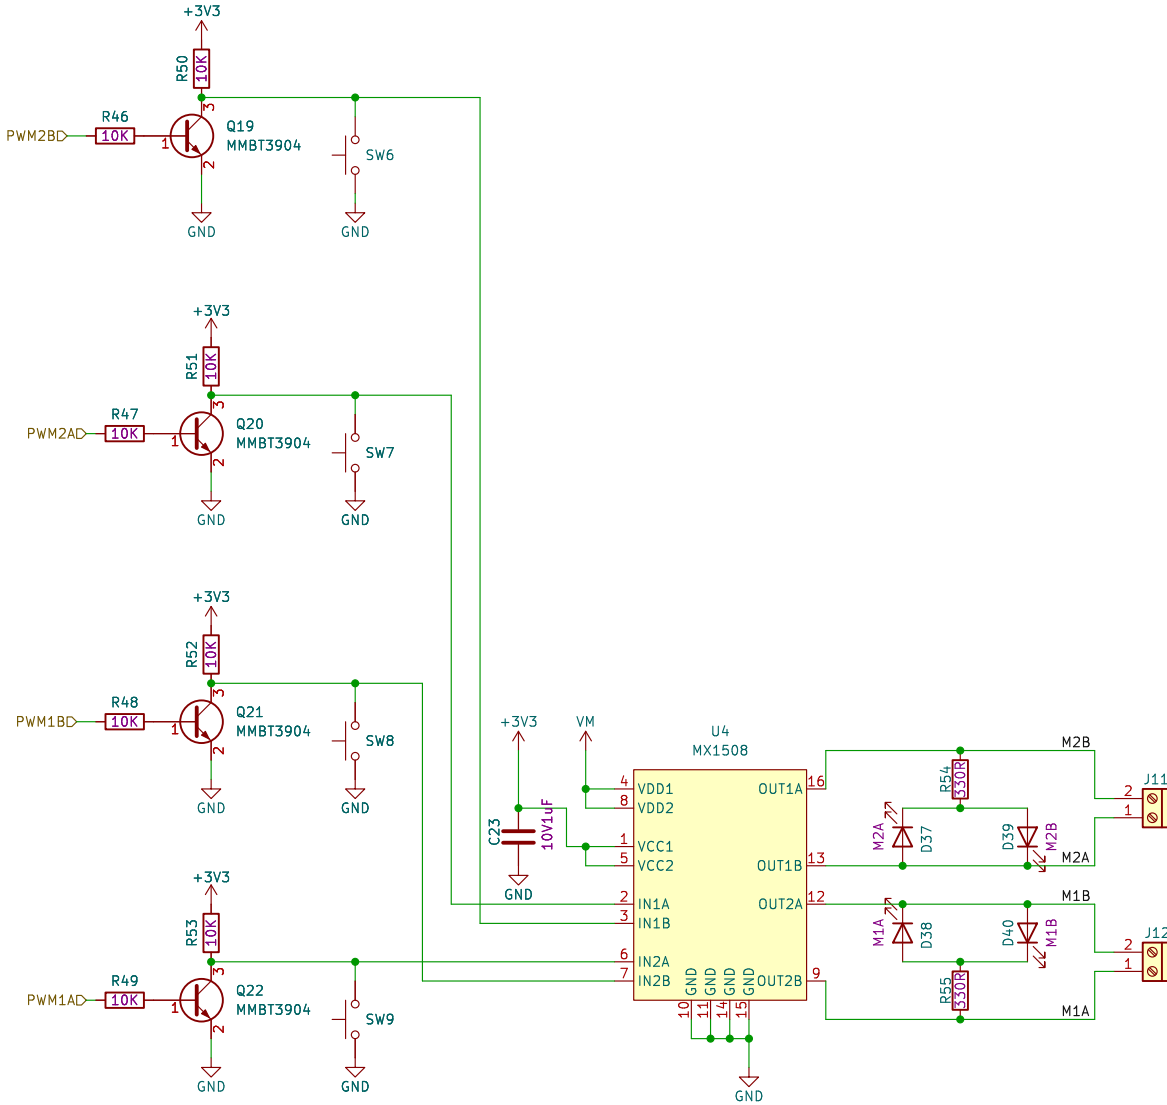 +3V3
R50
10K
3
R46
PWM2B
10K
1
Q19
MMBT3904
2
SW6
GND
GND
+3V3
R51
10K
3
R47
PWM2A
10K
1
Q20
MMBT3904
2
SW7
GND
GND
+3V3
R52
10K
3
R48
PWM1B
10K
1
Q21
MMBT3904
2
SW8
GND
GND
+3V3
R53
10K
3
R49
PWM1A
10K
1
Q22
MMBT3904
2
SW9
GND
GND
+3V3
VM
C23
10V1uF
GND
U4
MX1508
4 VDD1
8 VDD2
1 VCC1
5 VCC2
2 IN1A
3 IN1B
6 IN2A
7 IN2B
OUT1A 16
OUT1B 13
OUT2A 12
OUT2B 9
GND GND GND GND
10 11 14 15
GND
M2B
R54
330R
M2A
D37
D39
M2B
M2A
J11
2
1
M1B
M1A
D38
D40
M1B
R55
330R
M1A
J12
2
1